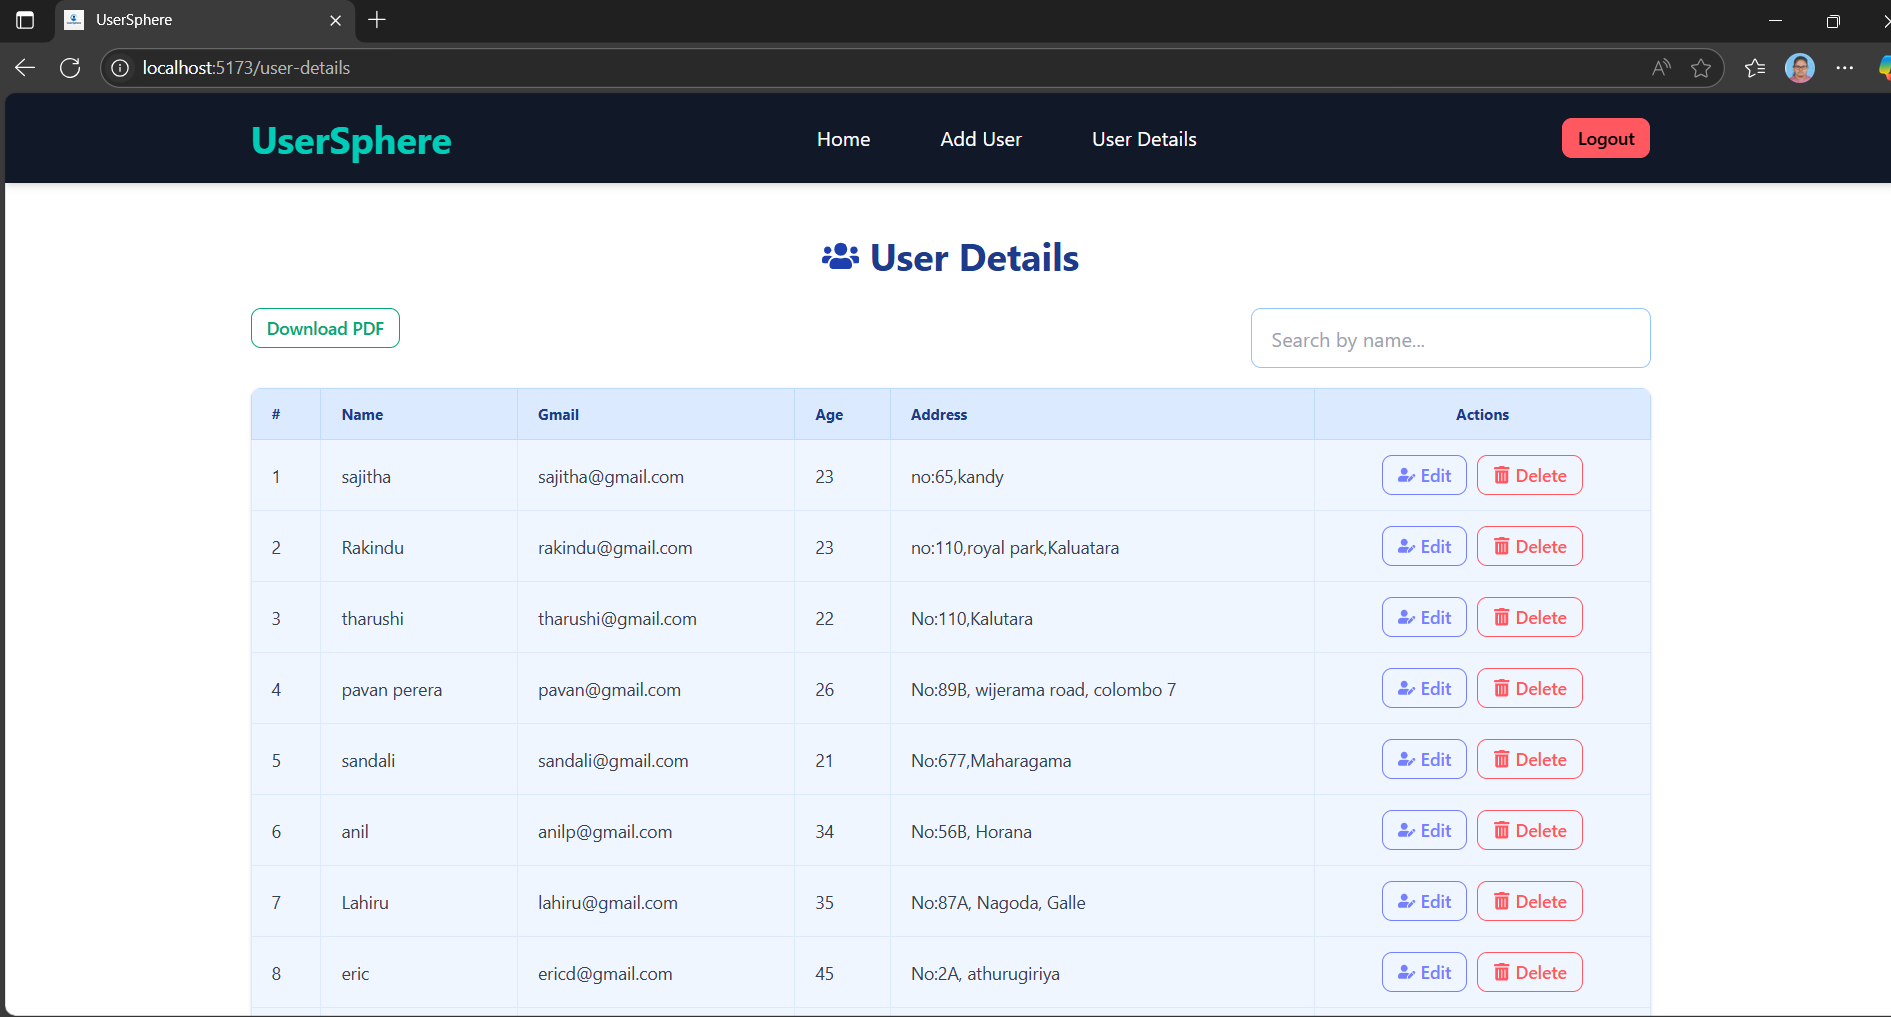 UserSphere
localhost:5173/user-details
UserSphere Home Add User User Details Logout
User Details
Download PDF Search by name...
# Name Gmail Age Address Actions
1 sajitha sajitha@gmail.com 23 no:65,kandy Edit Delete
2 Rakindu rakindu@gmail.com 23 no:110,royal park,Kaluatara Edit Delete
3 tharushi tharushi@gmail.com 22 No:110,Kalutara Edit Delete
4 pavan perera pavan@gmail.com 26 No:89B, wijerama road, colombo 7 Edit Delete
5 sandali sandali@gmail.com 21 No:677,Maharagama Edit Delete
6 anil anilp@gmail.com 34 No:56B, Horana Edit Delete
7 Lahiru lahiru@gmail.com 35 No:87A, Nagoda, Galle Edit Delete
8 eric ericd@gmail.com 45 No:2A, athurugiriya Edit Delete